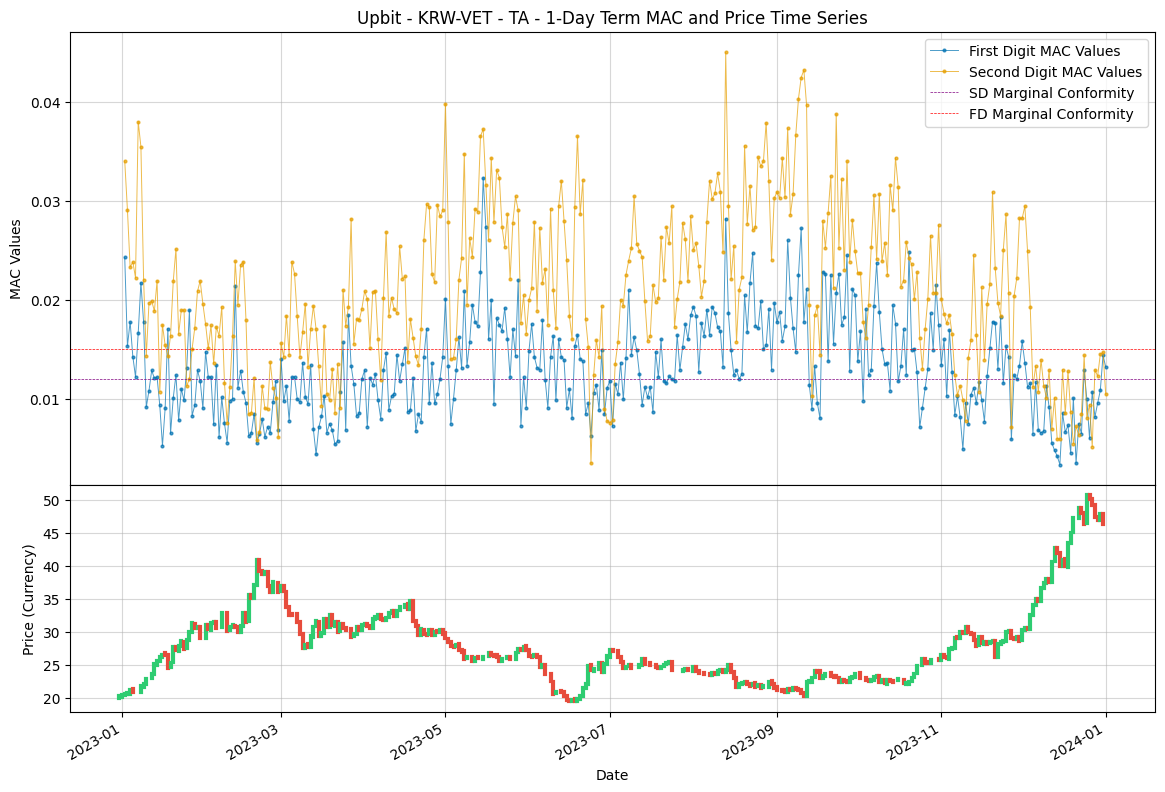 Upbit - KRW-VET - TA - 1-Day Term MAC and Price Time Series
First Digit MAC Values
Second Digit MAC Values
SD Marginal Conformity
FD Marginal Conformity
MAC Values
0.04
0.03
0.02
0.01
Price (Currency)
50
45
40
35
30
25
20
2023-01
2023-03
2023-05
2023-07
2023-09
2023-11
2024-01
Date